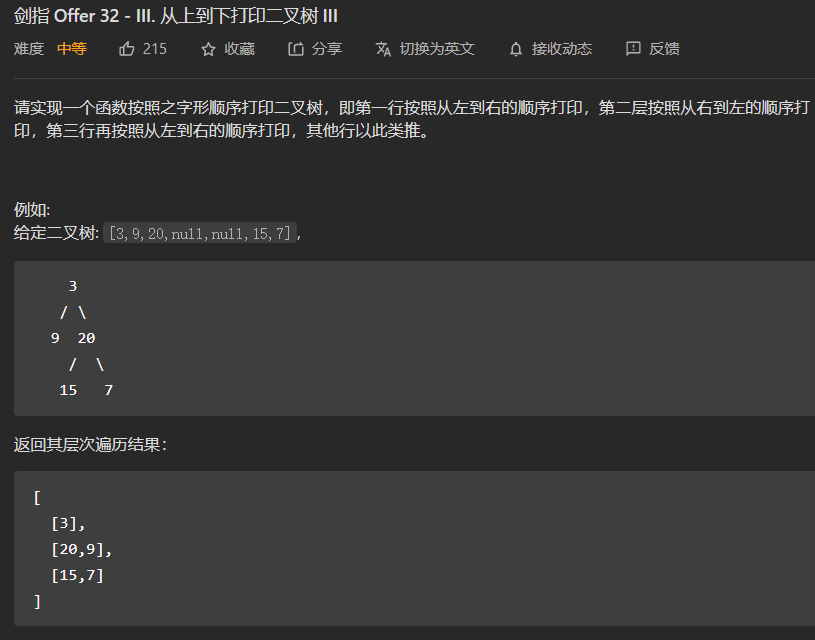 剑指 Offer 32 - III. 从上到下打印二叉树 III
难度 中等 215 收藏 分享 切换为英文 接收动态 反馈
请实现一个函数按照之字形顺序打印二叉树，即第一行按照从左到右的顺序打印，第二层按照从右到左的顺序打
印，第三行再按照从左到右的顺序打印，其他行以此类推。
例如:
给定二叉树: [3,9,20,null,null,15,7],
3
/ \
9 20
/ \
15 7
返回其层次遍历结果：
[
[3],
[20,9],
[15,7]
]